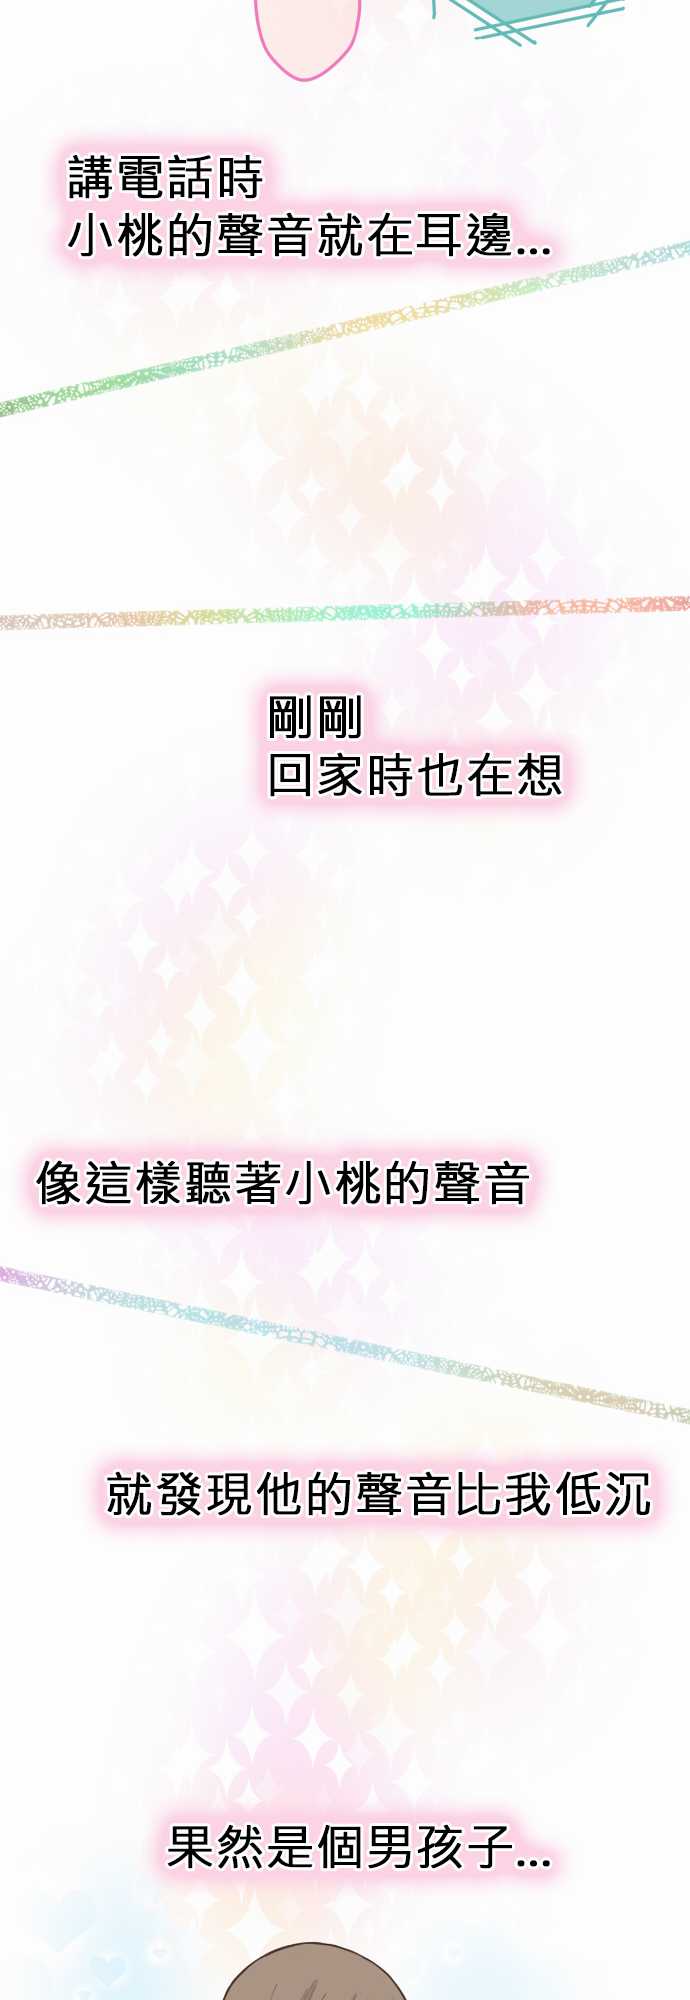 講電話時
小桃的聲音就在耳邊...
剛剛
回家時也在想
像這樣聽著小桃的聲音
就發現他的聲音比我低沉
果然是個男孩子...